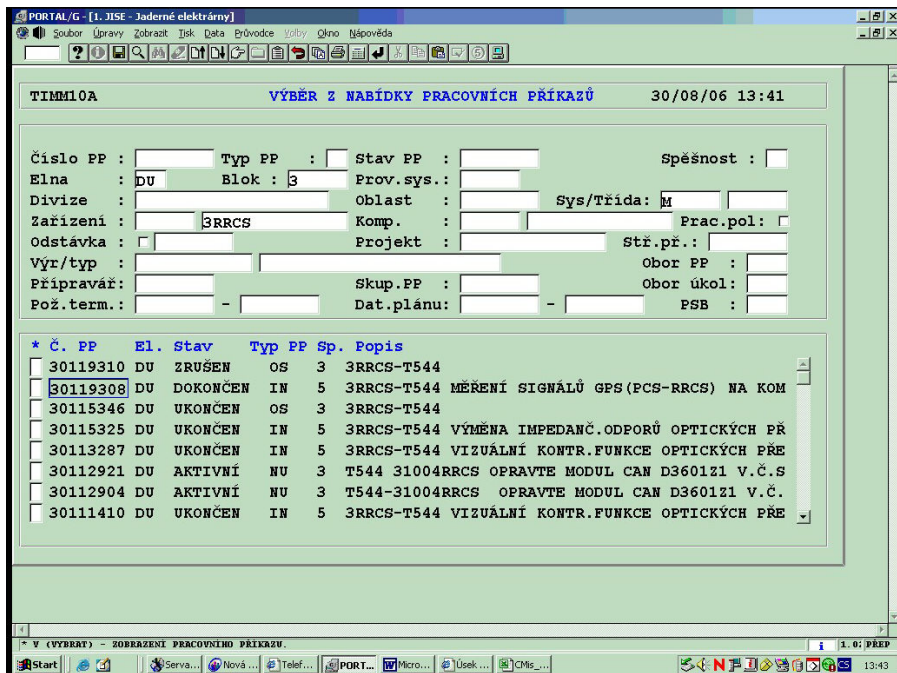 PORTAL/G - [1. JISE - Jaderné elektrárny]
Soubor Úpravy Zobrazit Tisk Data Průvodce Volby Okno Nápověda
TIMM10A VÝBĚR Z NABÍDKY PRACOVNÍCH PŘÍKAZŮ 30/08/06 13:41
Číslo PP : Typ PP : Stav PP : Spěšnost :
Elna : DU Blok : 3 Prov.sys.:
Divize : Oblast : Sys/Třída: M
Zařízení : 3RRCS Komp. : Prac.pol:
Odstávka : Projekt : Stř.př.:
Výr/typ : Obor PP :
Přípravář: Skup.PP : Obor úkol:
Pož.term.: - Dat.plánu: - PSB :
* Č. PP El. Stav Typ PP Sp. Popis
30119310 DU ZRUŠEN OS 3 3RRCS-T544
30119308 DU DOKONČEN IN 5 3RRCS-T544 MĚŘENÍ SIGNÁLŮ GPS(PCS-RRCS) NA KOM
30115346 DU UKONČEN OS 3 3RRCS-T544
30115325 DU UKONČEN IN 5 3RRCS-T544 VÝMĚNA IMPEDANČ.ODPORŮ OPTICKÝCH PŘ
30113287 DU UKONČEN IN 5 3RRCS-T544 VIZUÁLNÍ KONTR.FUNKCE OPTICKÝCH PŘE
30112921 DU AKTIVNÍ NU 3 T544 31004RRCS OPRAVTE MODUL CAN D3601Z1 V.Č.S
30112904 DU AKTIVNÍ NU 3 T544-31004RRCS OPRAVTE MODUL CAN D3601Z1 V.Č.
30111410 DU UKONČEN IN 5 3RRCS-T544 VIZUÁLNÍ KONTR.FUNKCE OPTICKÝCH PŘE
* V (VYBRAT) - ZOBRAZENÍ PRACOVNÍHO PŘÍKAZU. 1.0: PŘEP
Start Serva... Nová ... Telef... PORT... Micro... Úsek ... CMis_... CS 13:43